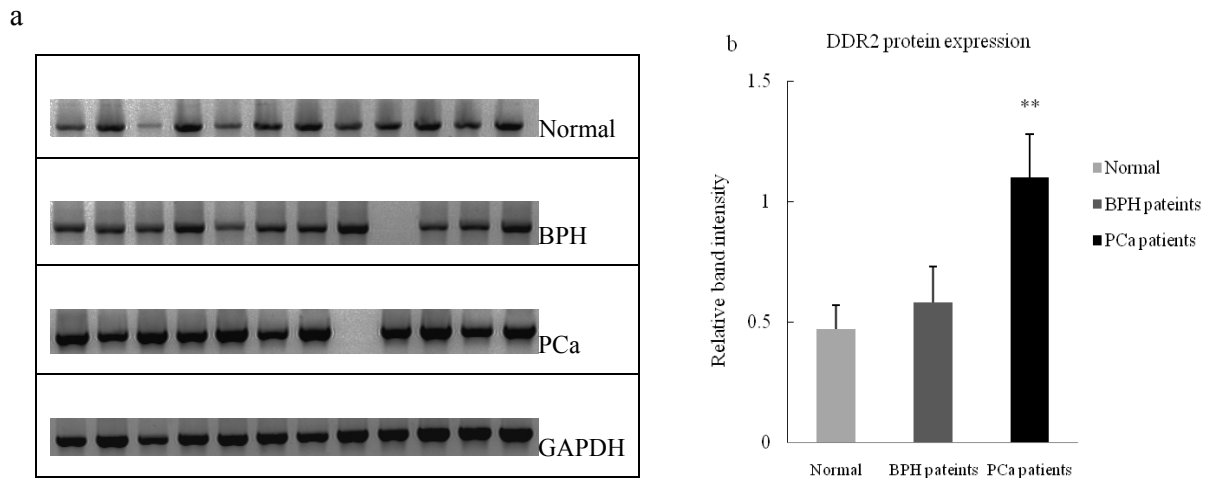 a
Normal
BPH
PCa
GAPDH
b
DDR2 protein expression
Relative band intensity
1.5
1
0.5
0
**
Normal
BPH pateints
PCa patients
Normal BPH pateints PCa patients